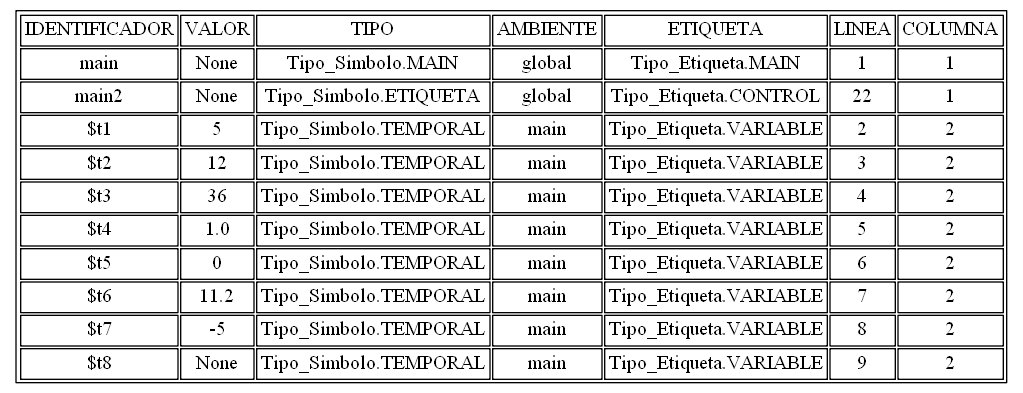 IDENTIFICADOR VALOR TIPO AMBIENTE ETIQUETA LINEA COLUMNA
main None Tipo_Simbolo.MAIN global Tipo_Etiqueta.MAIN 1 1
main2 None Tipo_Simbolo.ETIQUETA global Tipo_Etiqueta.CONTROL 22 1
$t1 5 Tipo_Simbolo.TEMPORAL main Tipo_Etiqueta.VARIABLE 2 2
$t2 12 Tipo_Simbolo.TEMPORAL main Tipo_Etiqueta.VARIABLE 3 2
$t3 36 Tipo_Simbolo.TEMPORAL main Tipo_Etiqueta.VARIABLE 4 2
$t4 1.0 Tipo_Simbolo.TEMPORAL main Tipo_Etiqueta.VARIABLE 5 2
$t5 0 Tipo_Simbolo.TEMPORAL main Tipo_Etiqueta.VARIABLE 6 2
$t6 11.2 Tipo_Simbolo.TEMPORAL main Tipo_Etiqueta.VARIABLE 7 2
$t7 -5 Tipo_Simbolo.TEMPORAL main Tipo_Etiqueta.VARIABLE 8 2
$t8 None Tipo_Simbolo.TEMPORAL main Tipo_Etiqueta.VARIABLE 9 2